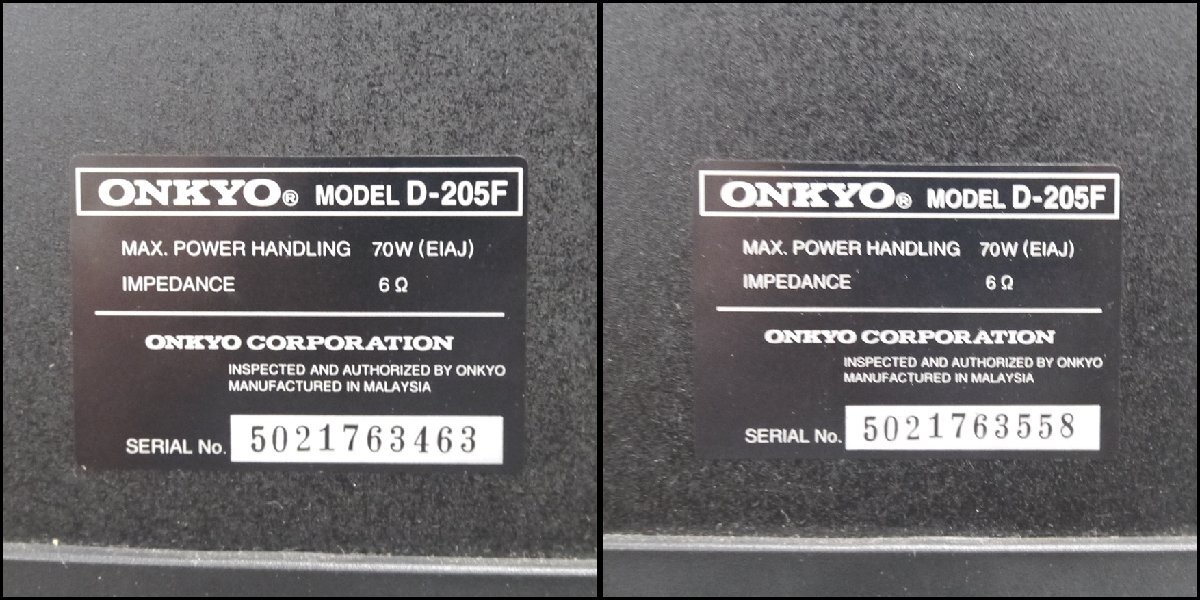 ONKYO® MODEL D-205F
MAX. POWER HANDLING 70W (EIAJ)
IMPEDANCE 6 Ω
ONKYO CORPORATION
INSPECTED AND AUTHORIZED BY ONKYO
MANUFACTURED IN MALAYSIA
SERIAL No. 5021763463
ONKYO® MODEL D-205F
MAX. POWER HANDLING 70W (EIAJ)
IMPEDANCE 6 Ω
ONKYO CORPORATION
INSPECTED AND AUTHORIZED BY ONKYO
MANUFACTURED IN MALAYSIA
SERIAL No. 5021763558